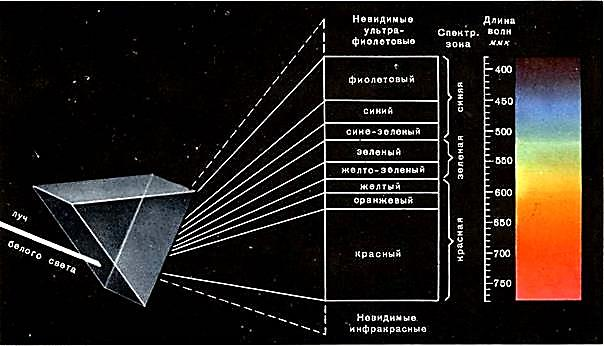 Невидимые
ультра-
фиолетовые
Спектр.
зона
Длина
волн
ммк
фиолетовый
синий
сине-зеленый
зеленый
желто-зеленый
желтый
оранжевый
красный
Невидимые
инфракрасные
синяя
зеленая
красная
400
450
500
550
600
650
700
750
луч
белого света